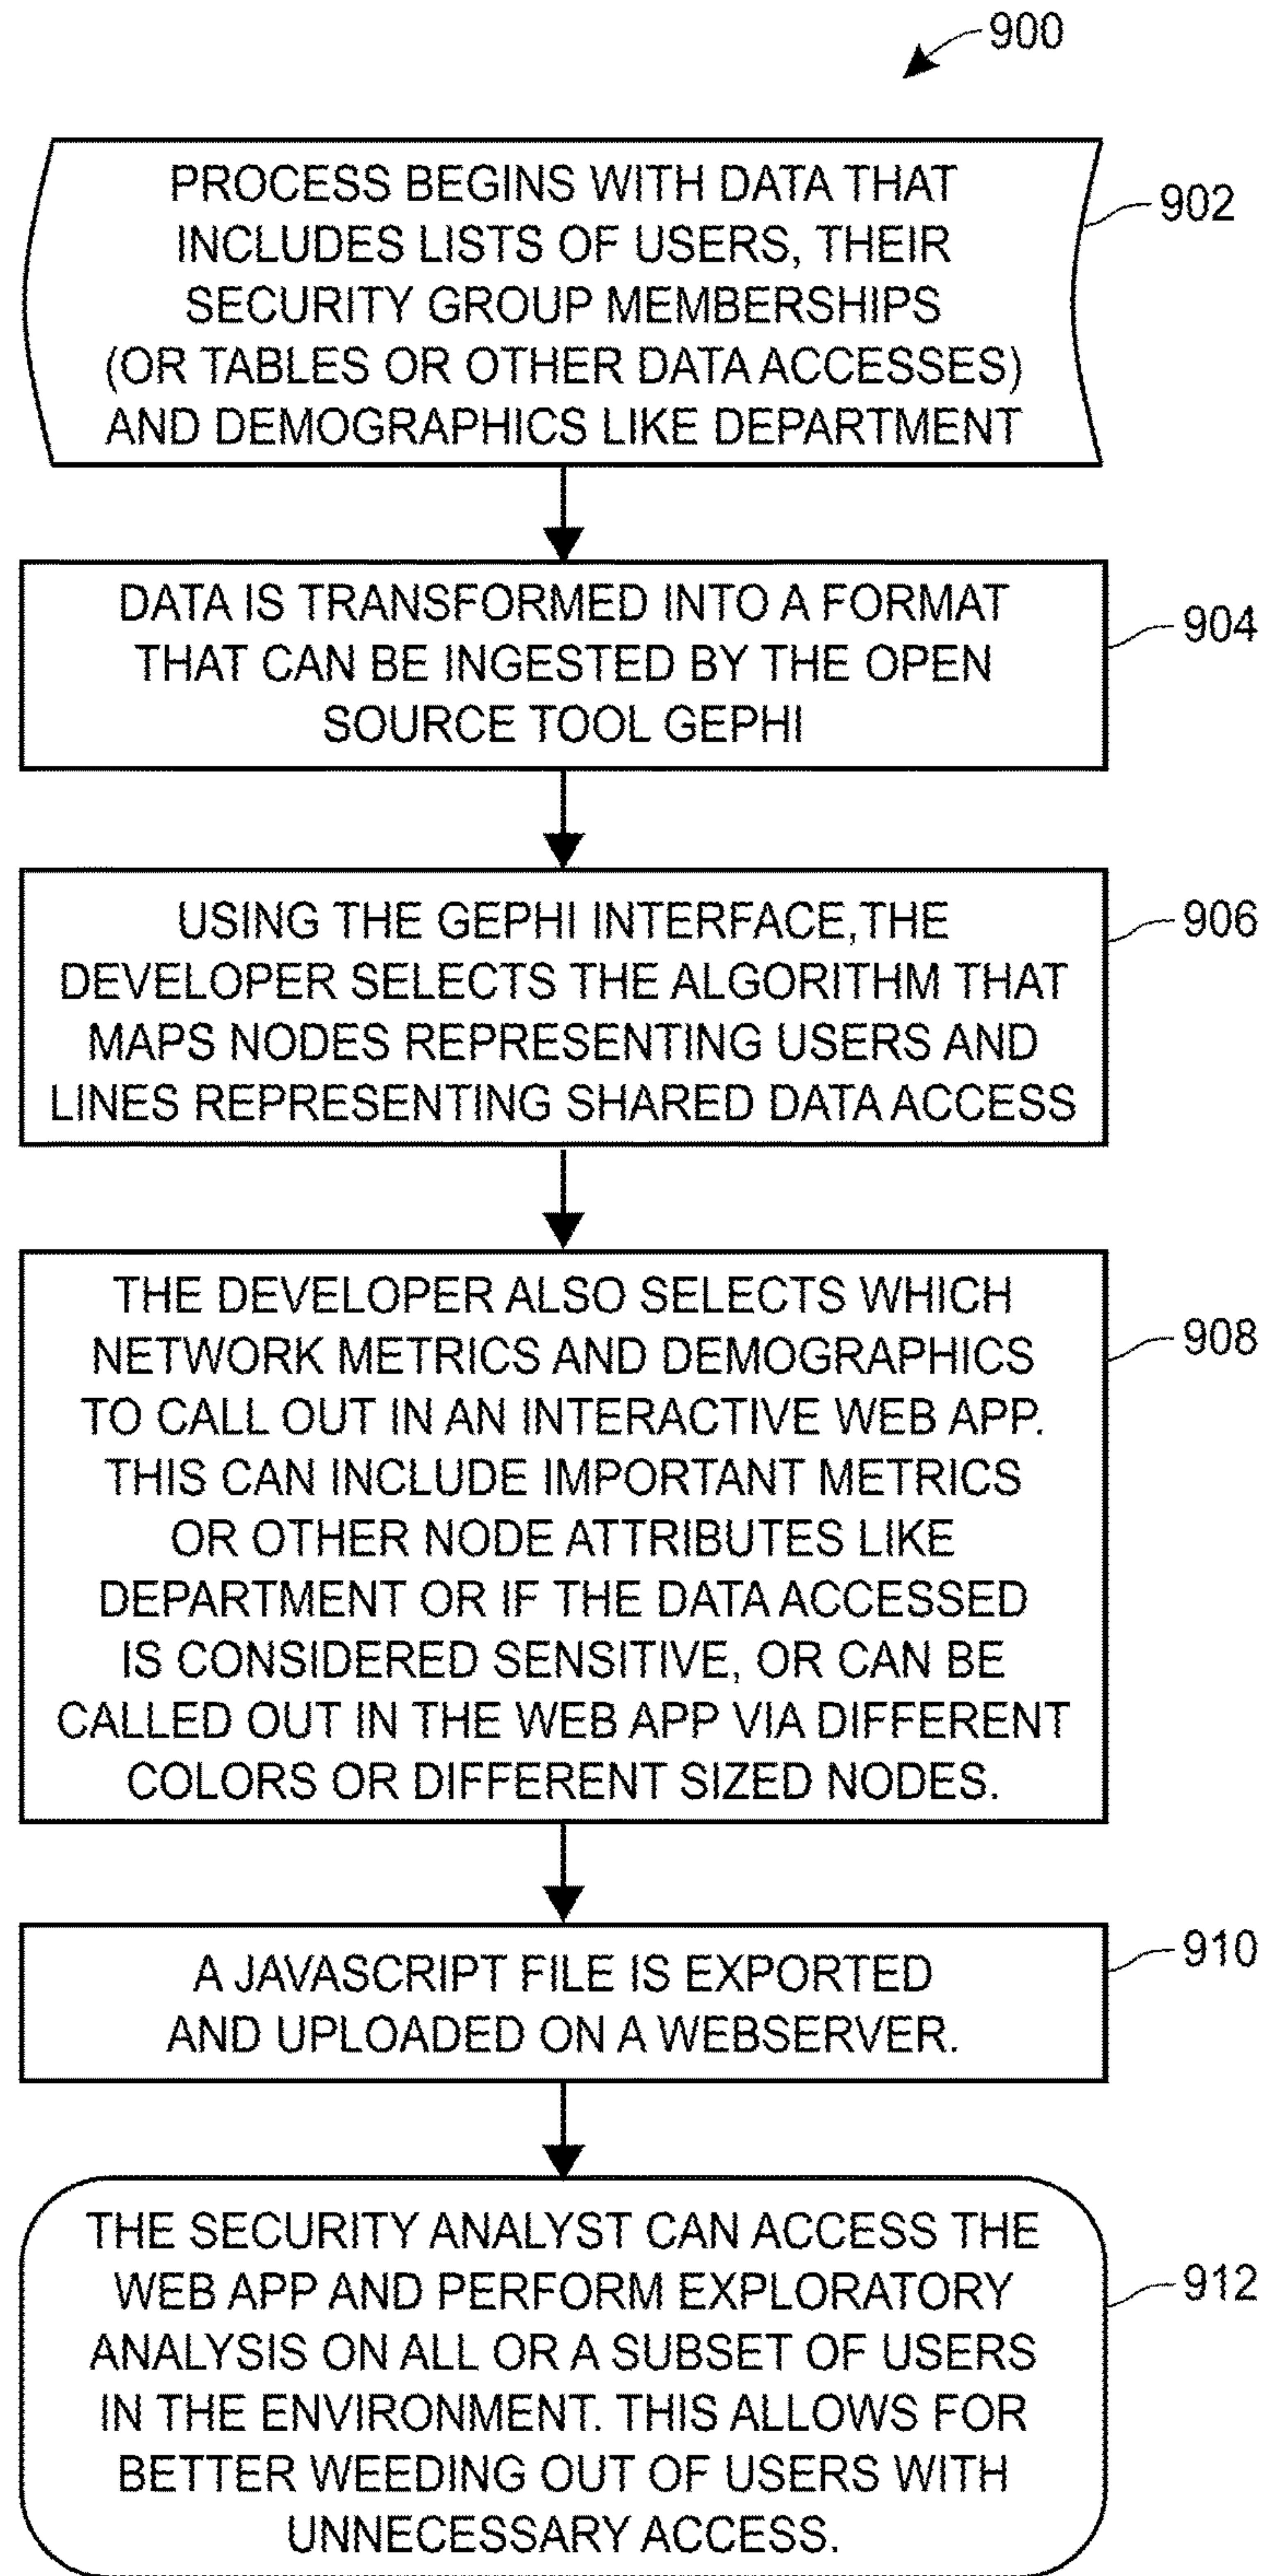 900
PROCESS BEGINS WITH DATA THAT
INCLUDES LISTS OF USERS, THEIR
SECURITY GROUP MEMBERSHIPS
(OR TABLES OR OTHER DATA ACCESSES)
AND DEMOGRAPHICS LIKE DEPARTMENT
902
DATA IS TRANSFORMED INTO A FORMAT
THAT CAN BE INGESTED BY THE OPEN
SOURCE TOOL GEPHI
904
USING THE GEPHI INTERFACE,THE
DEVELOPER SELECTS THE ALGORITHM THAT
MAPS NODES REPRESENTING USERS AND
LINES REPRESENTING SHARED DATA ACCESS
906
THE DEVELOPER ALSO SELECTS WHICH
NETWORK METRICS AND DEMOGRAPHICS
TO CALL OUT IN AN INTERACTIVE WEB APP.
THIS CAN INCLUDE IMPORTANT METRICS
OR OTHER NODE ATTRIBUTES LIKE
DEPARTMENT OR IF THE DATA ACCESSED
IS CONSIDERED SENSITIVE, OR CAN BE
CALLED OUT IN THE WEB APP VIA DIFFERENT
COLORS OR DIFFERENT SIZED NODES.
908
A JAVASCRIPT FILE IS EXPORTED
AND UPLOADED ON A WEBSERVER.
910
THE SECURITY ANALYST CAN ACCESS THE
WEB APP AND PERFORM EXPLORATORY
ANALYSIS ON ALL OR A SUBSET OF USERS
IN THE ENVIRONMENT. THIS ALLOWS FOR
BETTER WEEDING OUT OF USERS WITH
UNNECESSARY ACCESS.
912